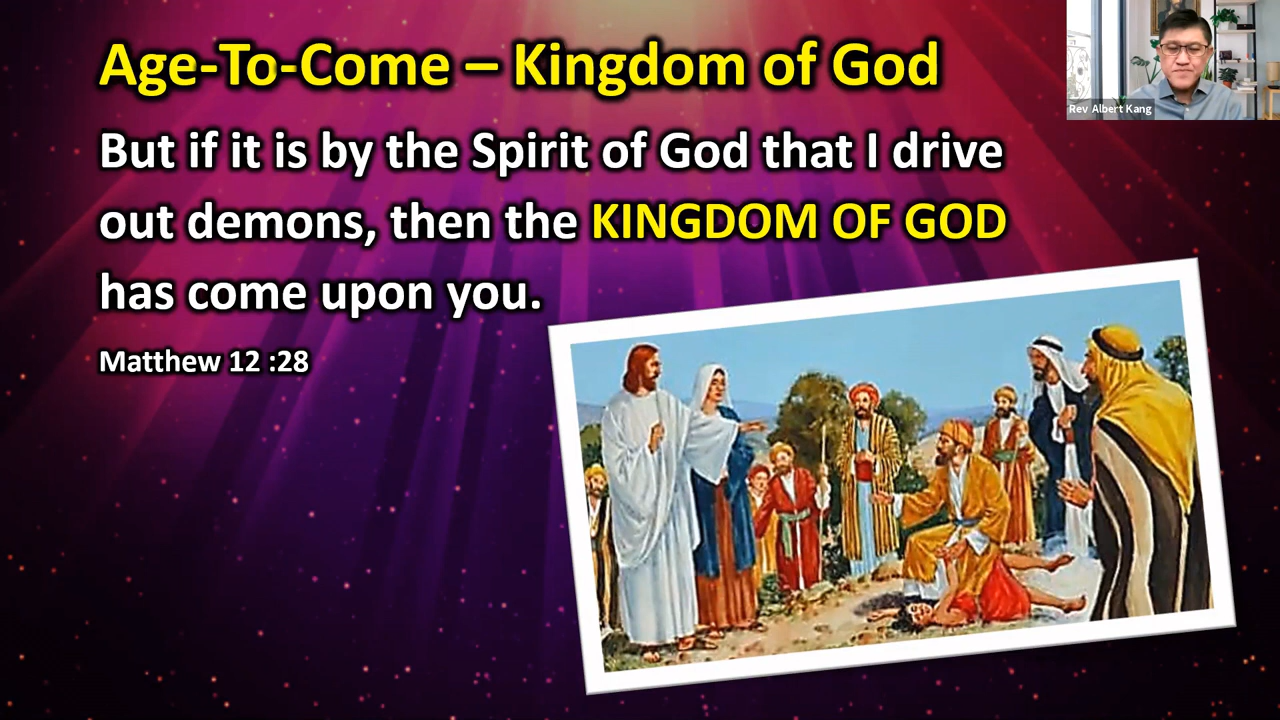 Age-To-Come – Kingdom of God
But if it is by the Spirit of God that I drive
out demons, then the KINGDOM OF GOD
has come upon you.
Matthew 12 :28
Rev Albert Kang